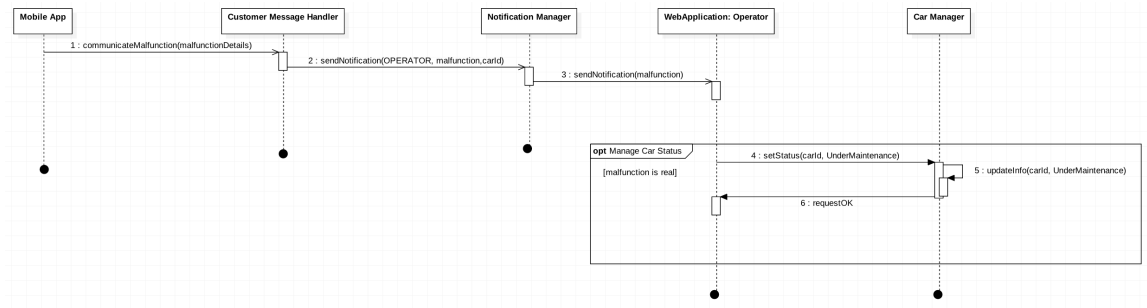 Mobile App
Customer Message Handler
Notification Manager
WebApplication: Operator
Car Manager
1 : communicateMalfunction(malfunctionDetails)
2 : sendNotification(OPERATOR, malfunction,carId)
3 : sendNotification(malfunction)
opt Manage Car Status
4 : setStatus(carId, UnderMaintenance)
[malfunction is real]
5 : updateInfo(carId, UnderMaintenance)
6 : requestOK